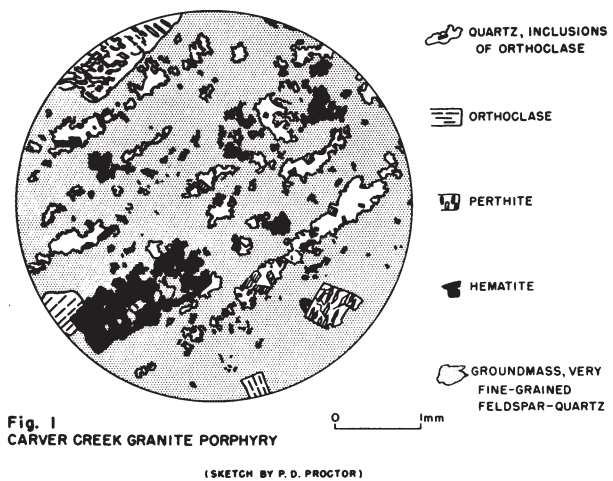 QUARTZ, INCLUSIONS
OF ORTHOCLASE
ORTHOCLASE
PERTHITE
HEMATITE
GROUNDMASS, VERY
FINE-GRAINED
FELDSPAR-QUARTZ
0 1mm
Fig. 1
CARVER CREEK GRANITE PORPHYRY
(SKETCH BY P. D. PROCTOR)